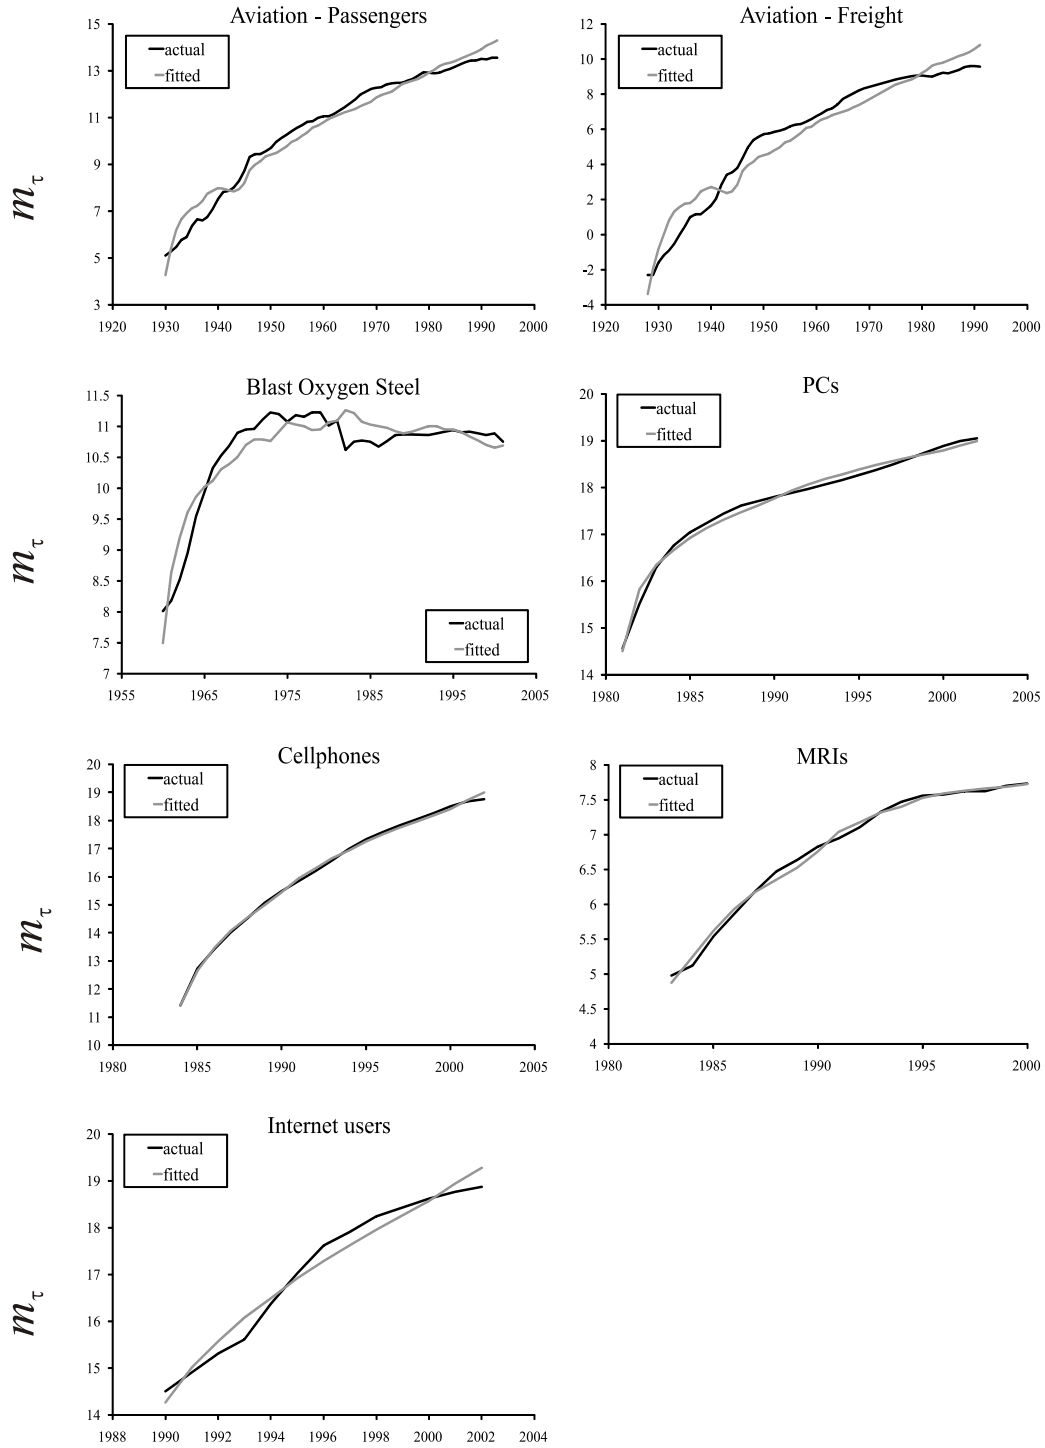 Aviation - Passengers
15
13
11
9
7
5
3
1920 1930 1940 1950 1960 1970 1980 1990 2000
actual
fitted
mτ
Aviation - Freight
12
10
8
6
4
2
0
-2
-4
1920 1930 1940 1950 1960 1970 1980 1990 2000
actual
fitted
Blast Oxygen Steel
11.5
11
10.5
10
9.5
9
8.5
8
7.5
7
1955 1965 1975 1985 1995 2005
actual
fitted
mτ
PCs
20
19
18
17
16
15
14
1980 1985 1990 1995 2000 2005
actual
fitted
Cellphones
20
19
18
17
16
15
14
13
12
11
10
1980 1985 1990 1995 2000 2005
actual
fitted
mτ
MRIs
8
7.5
7
6.5
6
5.5
5
4.5
4
1980 1985 1990 1995 2000
actual
fitted
Internet users
20
19
18
17
16
15
14
1988 1990 1992 1994 1996 1998 2000 2002 2004
actual
fitted
mτ